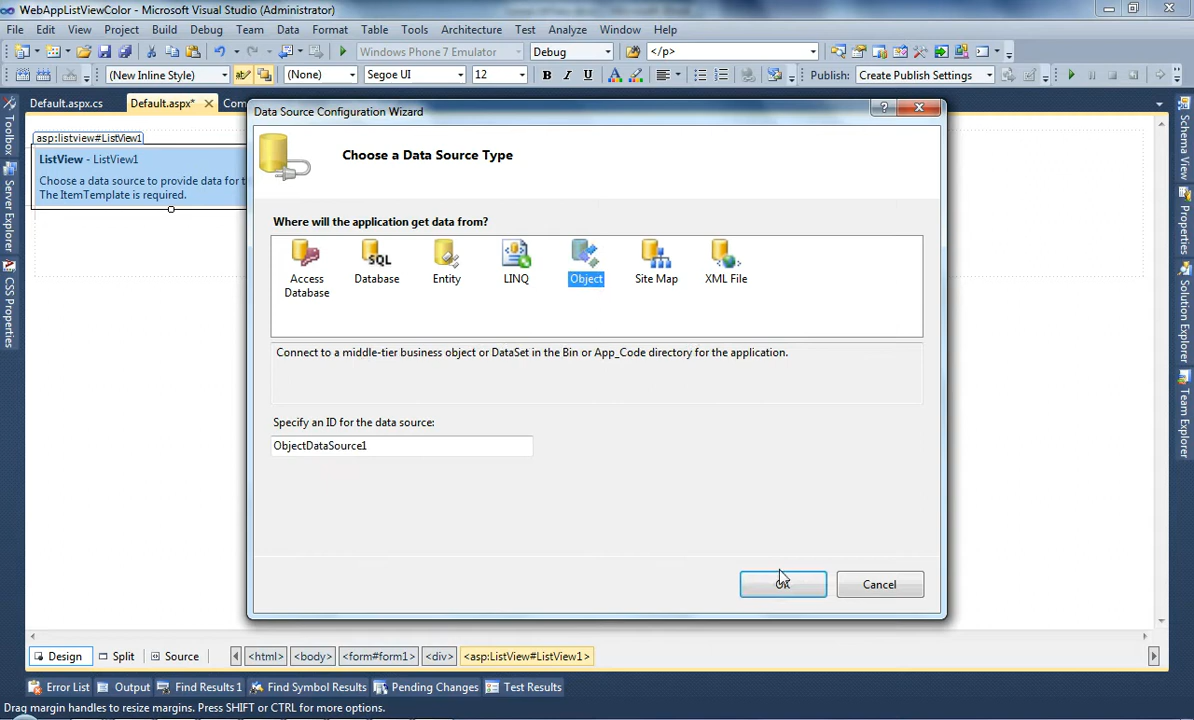 WebAppListViewColor - Microsoft Visual Studio (Administrator)
File Edit View Project Build Debug Team Data Format Table Tools Architecture Test Analyze Window Help
Windows Phone 7 Emulator Debug </p>
(New Inline Style) (None) Segoe UI 12 B I U A Publish: Create Publish Settings
Default.aspx.cs Default.aspx* Com
Data Source Configuration Wizard
asp:listview#ListView1
ListView - ListView1
Choose a data source to provide data for t
The ItemTemplate is required.
Choose a Data Source Type
Where will the application get data from?
Access Database
SQL
Database
Entity
LINQ
Object
Site Map
XML File
Connect to a middle-tier business object or DataSet in the Bin or App_Code directory for the application.
Specify an ID for the data source:
ObjectDataSource1
OK Cancel
Toolbox
Server Explorer
CSS Properties
Schema View
Properties
Solution Explorer
Team Explorer
Design Split Source <html> <body> <form#form1> <div> <asp:ListView#ListView1>
Error List Output Find Results 1 Find Symbol Results Pending Changes Test Results
Drag margin handles to resize margins. Press SHIFT or CTRL for more options.